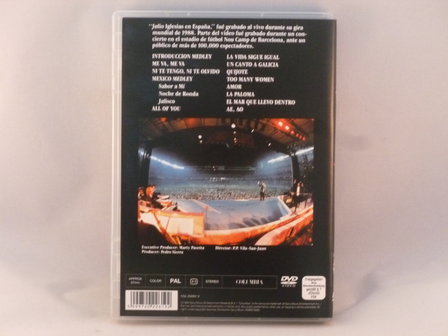 "Julio Iglesias en España," fué grabado al vivo durante su gira
mundial de 1988. Parte del vídeo fué grabado durante un con-
cierto en el estadio de fútbol Nou Camp de Barcelona, ante un
público de más de 100,000 espectadores.
INTRODUCCION MEDLEY
ME VA, ME VA
NI TE TENGO, NI TE OLVIDO
MEXICO MEDLEY
Sabor a Mí
Noche de Ronda
Jalisco
ALL OF YOU
LA VIDA SIGUE IGUAL
UN CANTO A GALICIA
QUIJOTE
TOO MANY WOMEN
AMOR
LA PALOMA
EL MAR QUE LLEVO DENTRO
AE, AO
Executive Producer: Marty Pasetta
Producer: Pedro Sierra
Director: P.P. Vila-San-Juan
COLOR
PAL
STEREO
COLUMBIA
DVD
VIDEO